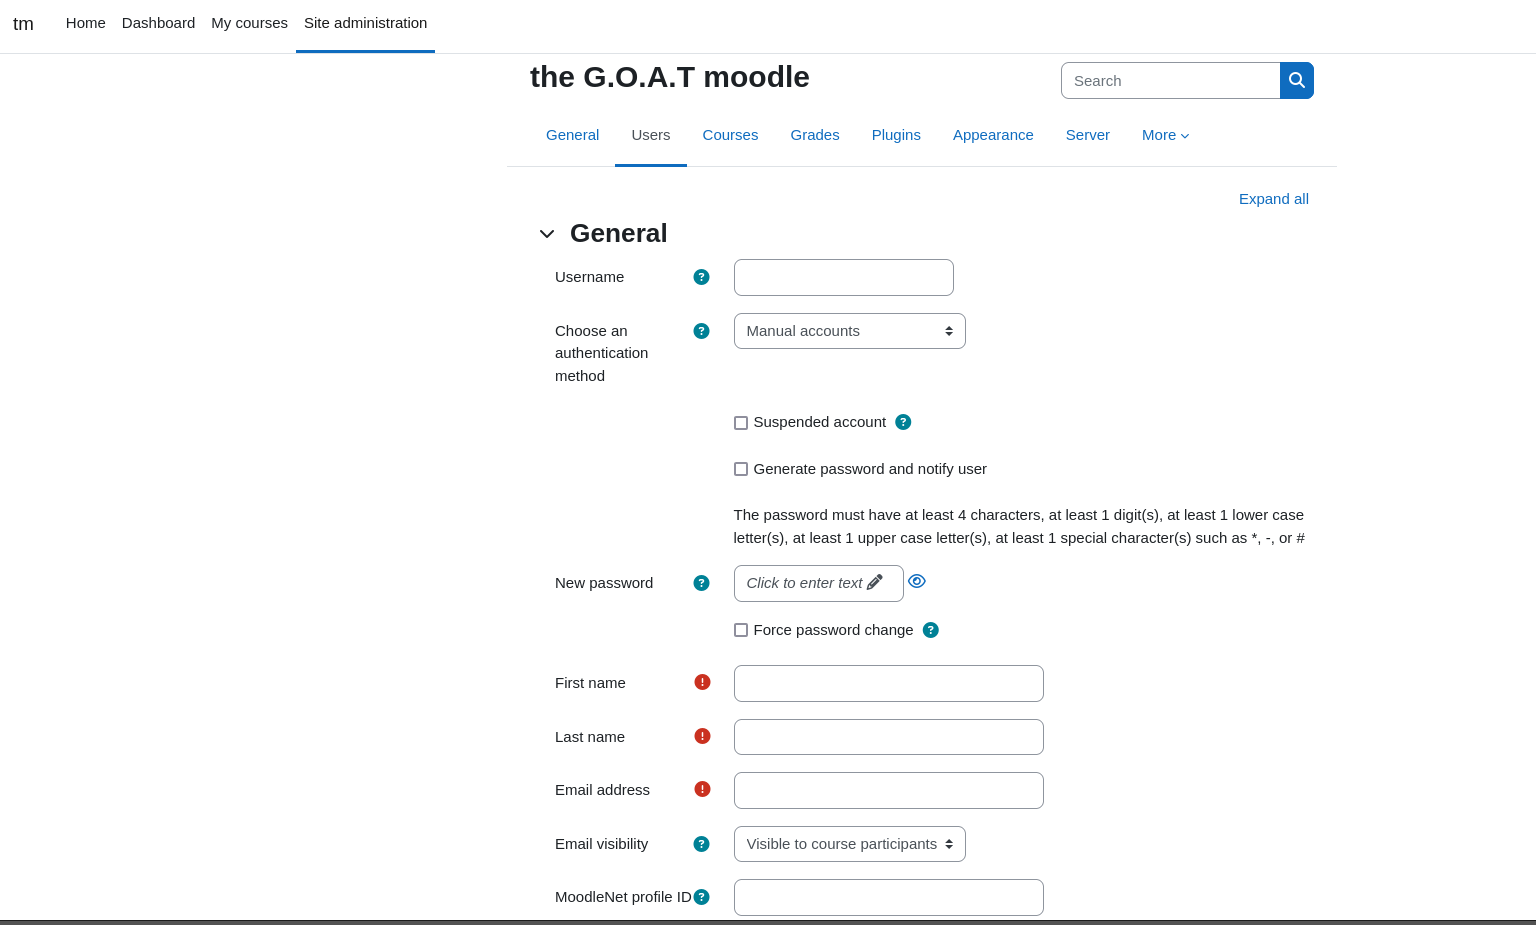 tm
Home Dashboard My courses Site administration
the G.O.A.T moodle
Search
General Users Courses Grades Plugins Appearance Server More
Expand all
General
Username
Choose an authentication method
Manual accounts
Suspended account
Generate password and notify user
The password must have at least 4 characters, at least 1 digit(s), at least 1 lower case
letter(s), at least 1 upper case letter(s), at least 1 special character(s) such as *, -, or #
New password
Click to enter text
Force password change
First name
Last name
Email address
Email visibility
Visible to course participants
MoodleNet profile ID